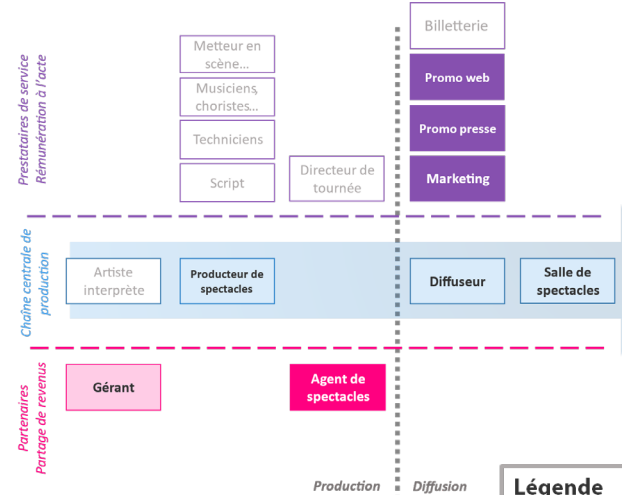 Prestataires de service
Rémunération à l'acte
Metteur en
scène...
Musiciens,
choristes...
Techniciens
Script
Directeur de
tournée
Billetterie
Promo web
Promo presse
Marketing
Chaîne centrale de
production
Artiste
interprète
Producteur de
spectacles
Diffuseur
Salle de
spectacles
Partenaires
Partage de revenus
Gérant
Agent de
spectacles
Production
Diffusion
Légende